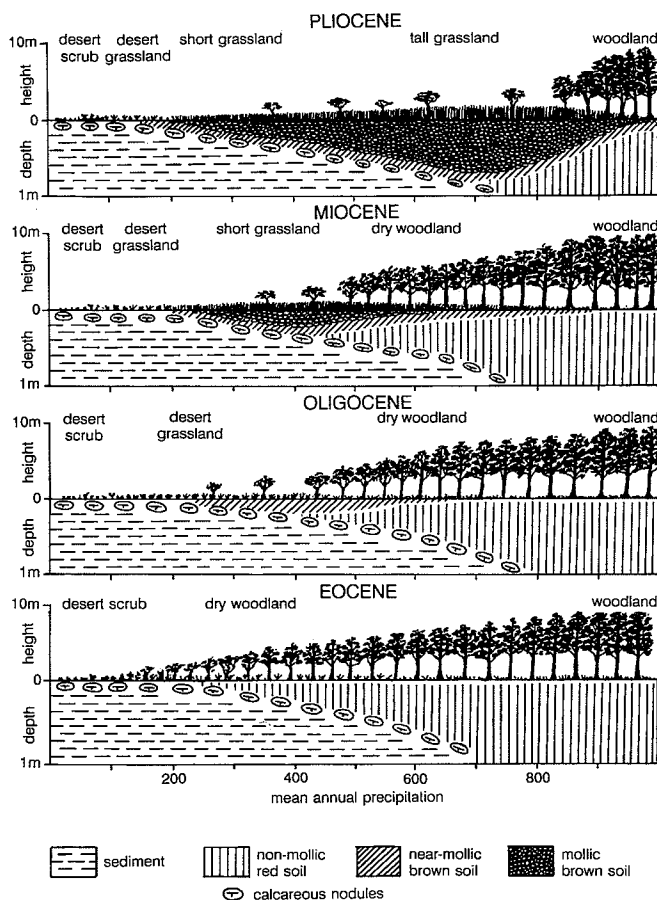 PLIOCENE
10m
desert scrub
desert grassland
short grassland
tall grassland
woodland
height
0
depth
1m
MIOCENE
10m
desert scrub
desert grassland
short grassland
dry woodland
woodland
height
0
depth
1m
OLIGOCENE
10m
desert scrub
desert grassland
dry woodland
woodland
height
0
depth
1m
EOCENE
10m
desert scrub
dry woodland
woodland
height
0
depth
1m
200 400 600 800
mean annual precipitation
sediment
non-mollic
red soil
near-mollic
brown soil
mollic
brown soil
calcareous nodules